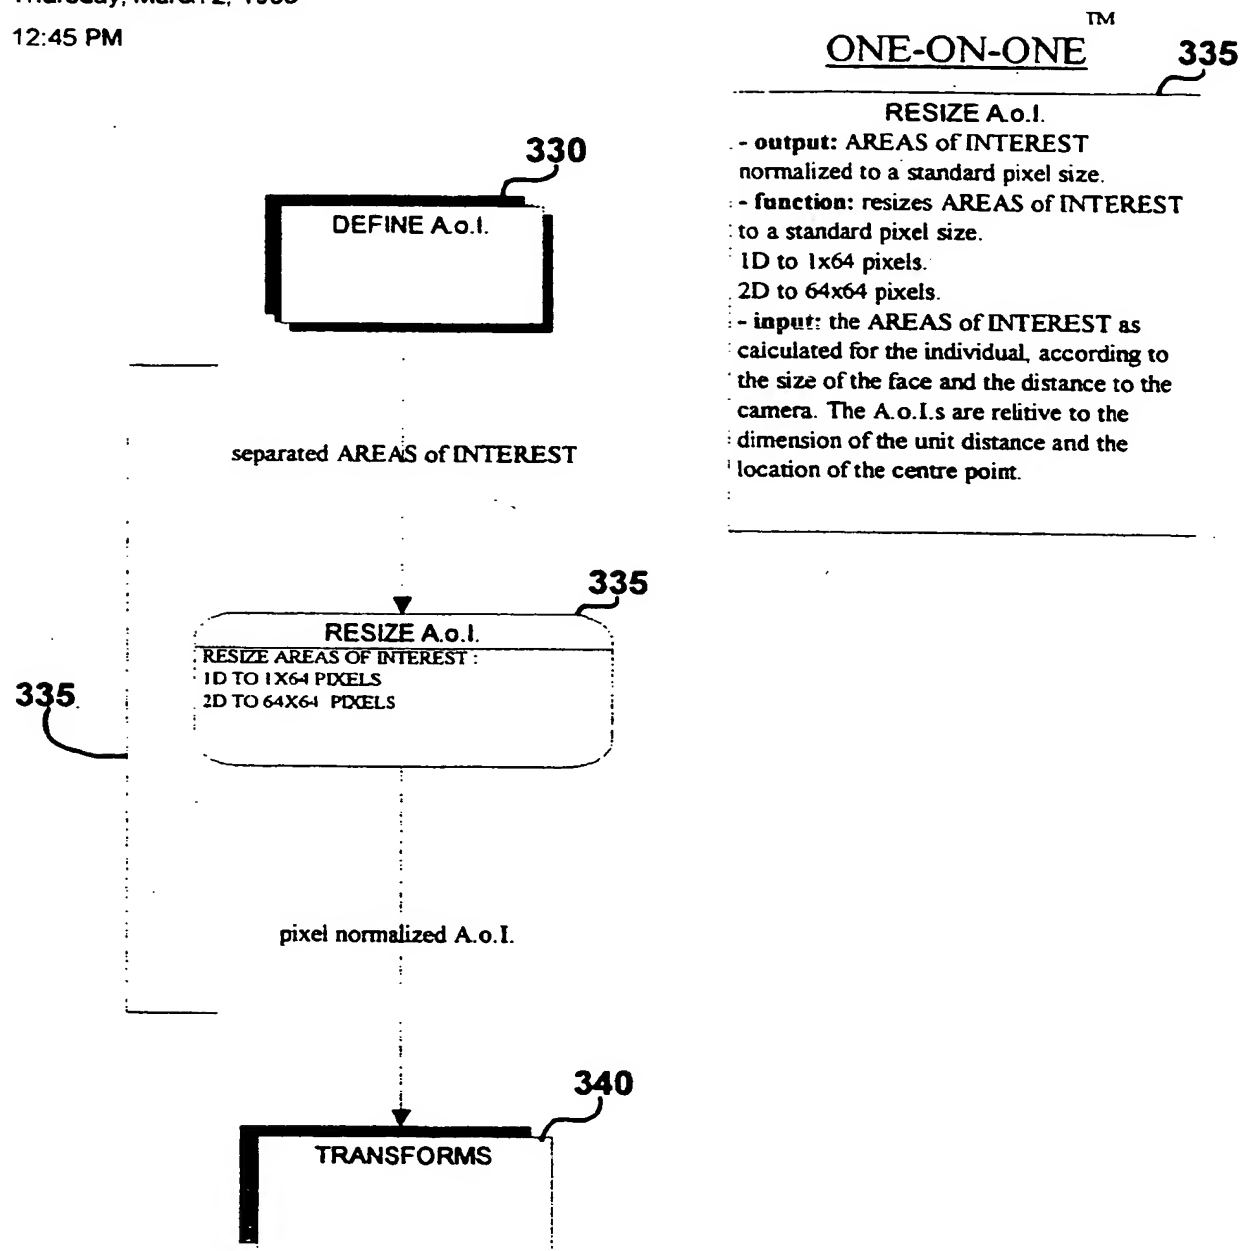 12:45 PM
TM
ONE-ON-ONE
335
RESIZE A.o.I.
- output: AREAS of INTEREST
normalized to a standard pixel size.
- function: resizes AREAS of INTEREST
to a standard pixel size.
1D to 1x64 pixels.
2D to 64x64 pixels.
- input: the AREAS of INTEREST as
calculated for the individual, according to
the size of the face and the distance to the
camera. The A.o.I.s are relitive to the
dimension of the unit distance and the
location of the centre point.
330
DEFINE A.o.I.
separated AREAS of INTEREST
335
RESIZE A.o.I.
RESIZE AREAS OF INTEREST :
1D TO 1X64 PIXELS
2D TO 64X64 PIXELS
335
pixel normalized A.o.I.
340
TRANSFORMS